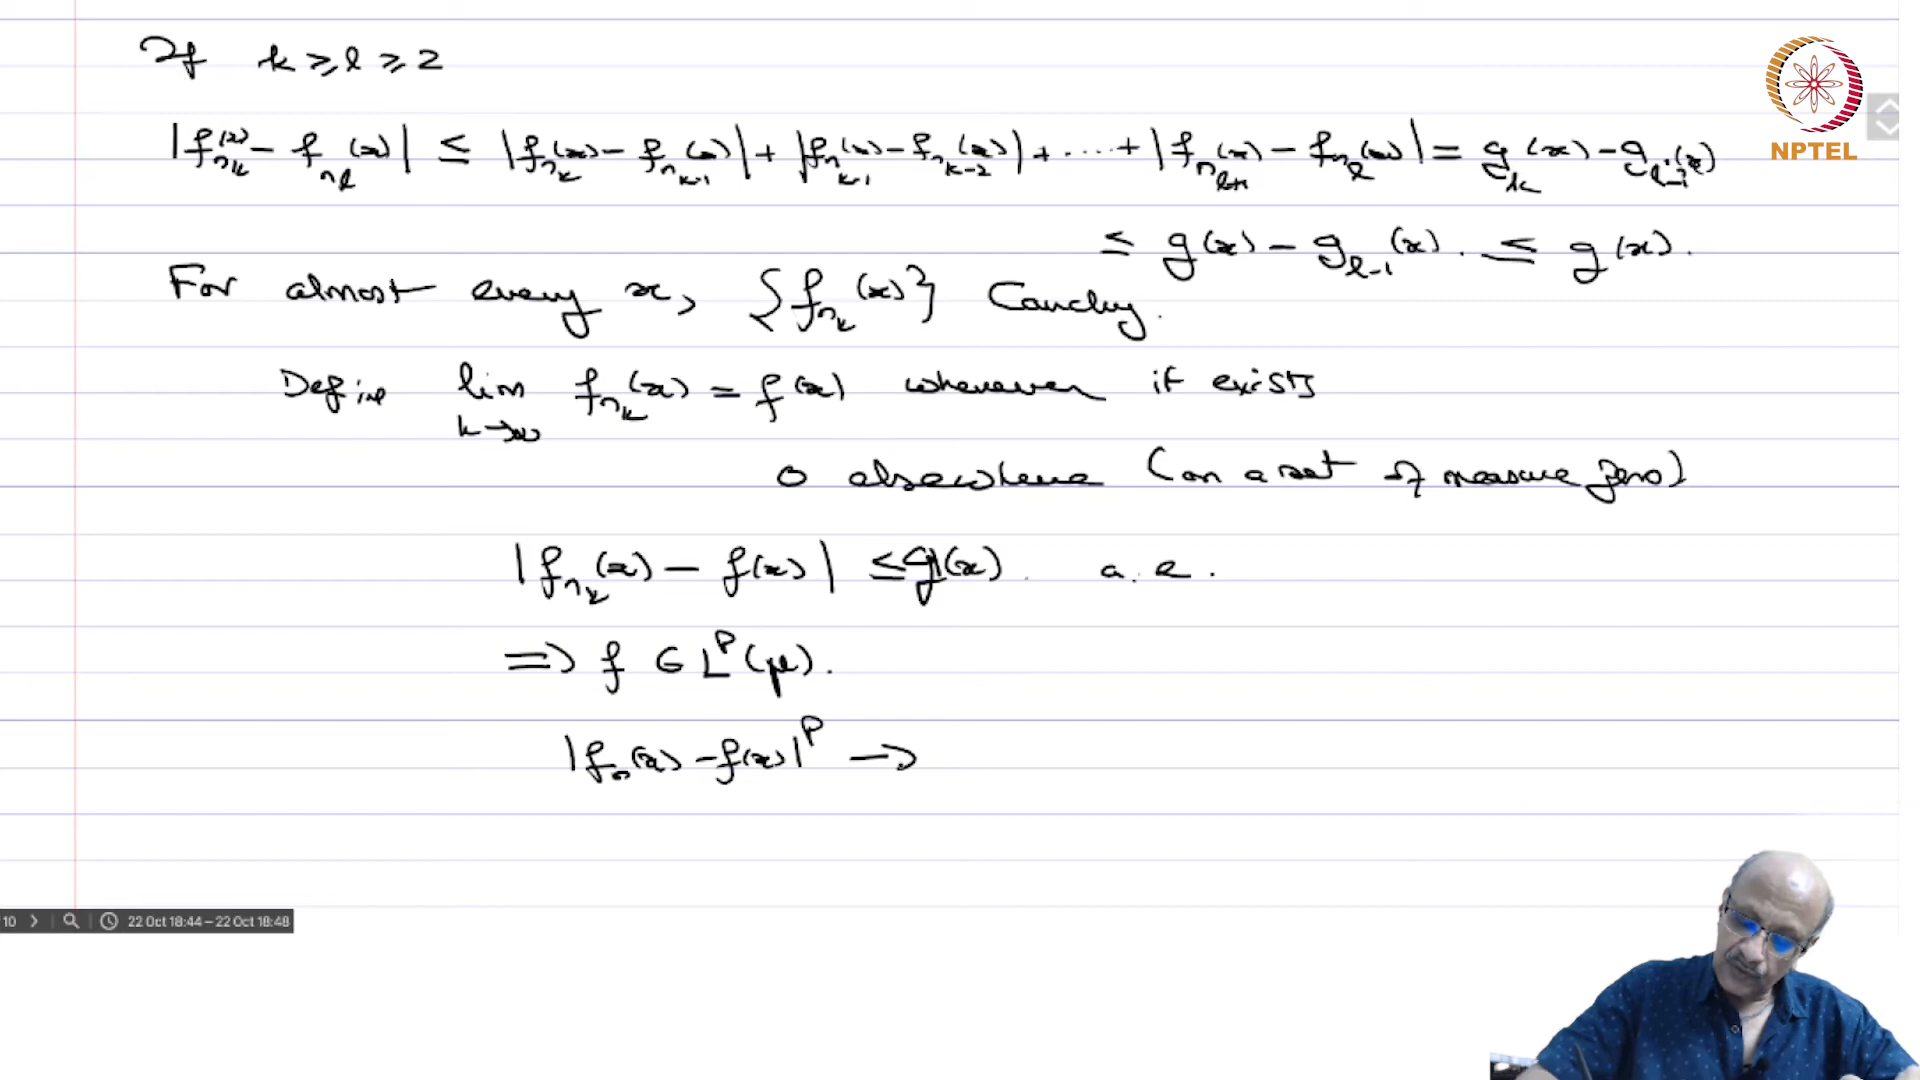 If k ≥ l ≥ 2
NPTEL
|f_{n_k}(x) - f_{n_l}(x)| ≤ |f_{n_k}(x) - f_{n_{k-1}}(x)| + |f_{n_{k-1}}(x) - f_{n_{k-2}}(x)| + ..... + |f_{n_{l+1}}(x) - f_{n_l}(x)| = g_k(x) - g_{l-1}(x)
≤ g(x) - g_{l-1}(x). ≤ g(x).
For almost every x, {f_{n_k}(x)} Cauchy.
Define lim_{k→∞} f_{n_k}(x) = f(x) whenever it exists
0 elsewhere (on a set of measure zero)
|f_{n_k}(x) - f(x)| ≤ g(x). a.e.
⇒ f ∈ L^p(μ).
|f_n(x) - f(x)|^p →
10 22 Oct 18:44 – 22 Oct 18:48